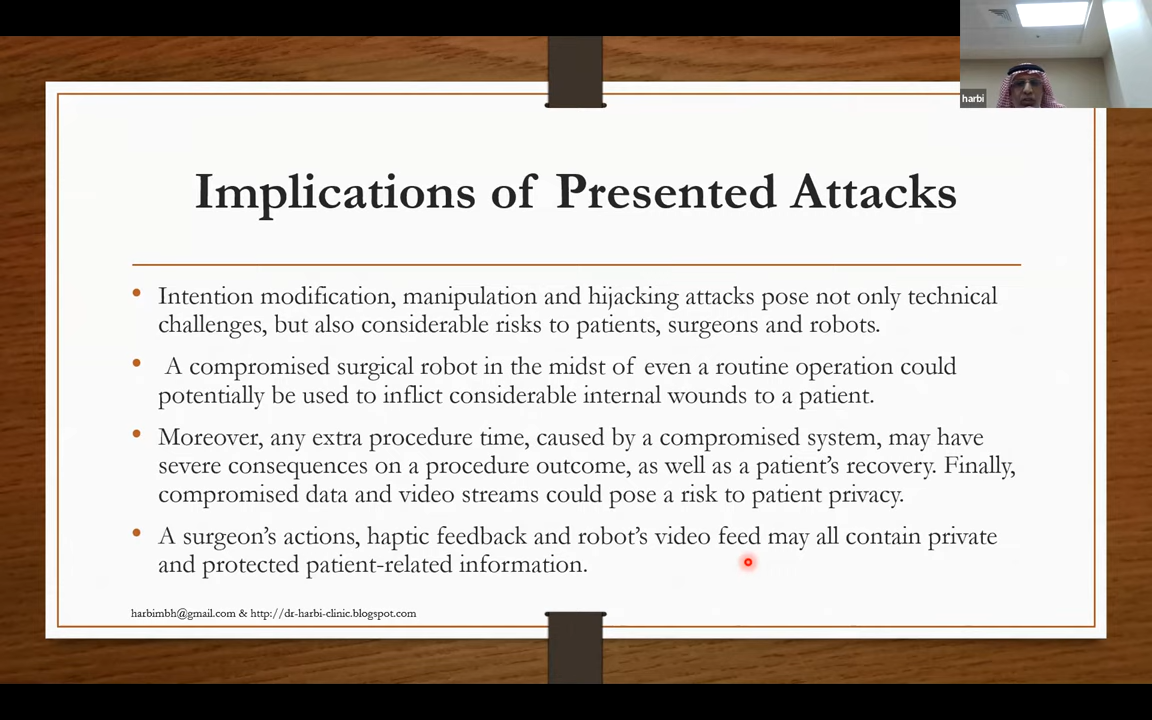 harbi
Implications of Presented Attacks
• Intention modification, manipulation and hijacking attacks pose not only technical
challenges, but also considerable risks to patients, surgeons and robots.
• A compromised surgical robot in the midst of even a routine operation could
potentially be used to inflict considerable internal wounds to a patient.
• Moreover, any extra procedure time, caused by a compromised system, may have
severe consequences on a procedure outcome, as well as a patient’s recovery. Finally,
compromised data and video streams could pose a risk to patient privacy.
• A surgeon’s actions, haptic feedback and robot’s video feed may all contain private
and protected patient-related information.
harbimbh@gmail.com & http://dr-harbi-clinic.blogspot.com